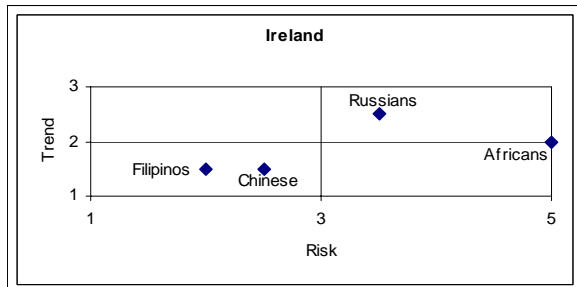 Ireland
3
Russians
Trend
2
Africans
Filipinos
Chinese
1
1
3
5
Risk